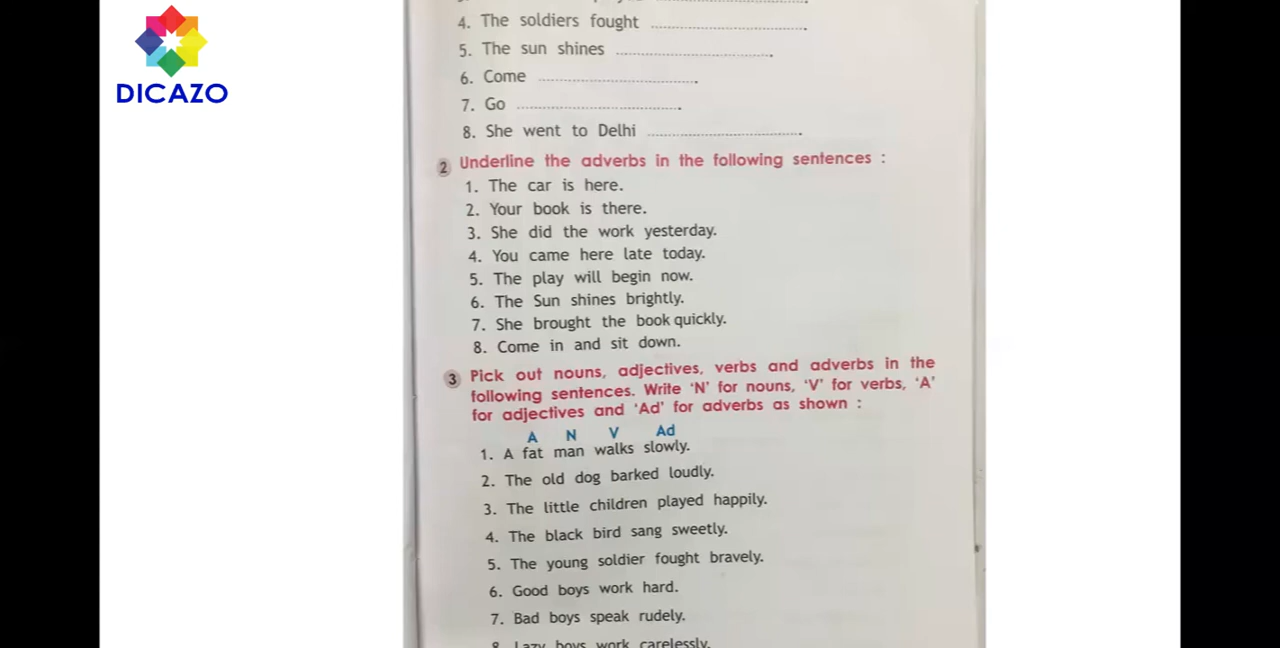 DICAZO
4. The soldiers fought ................................................
5. The sun shines ................................................
6. Come ................................................
7. Go ................................................
8. She went to Delhi ................................................
2 Underline the adverbs in the following sentences :
1. The car is here.
2. Your book is there.
3. She did the work yesterday.
4. You came here late today.
5. The play will begin now.
6. The Sun shines brightly.
7. She brought the book quickly.
8. Come in and sit down.
3 Pick out nouns, adjectives, verbs and adverbs in the
following sentences. Write ‘N’ for nouns, ‘V’ for verbs, ‘A’
for adjectives and ‘Ad’ for adverbs as shown :
A N V Ad
1. A fat man walks slowly.
2. The old dog barked loudly.
3. The little children played happily.
4. The black bird sang sweetly.
5. The young soldier fought bravely.
6. Good boys work hard.
7. Bad boys speak rudely.
8. Lazy boys work carelessly.